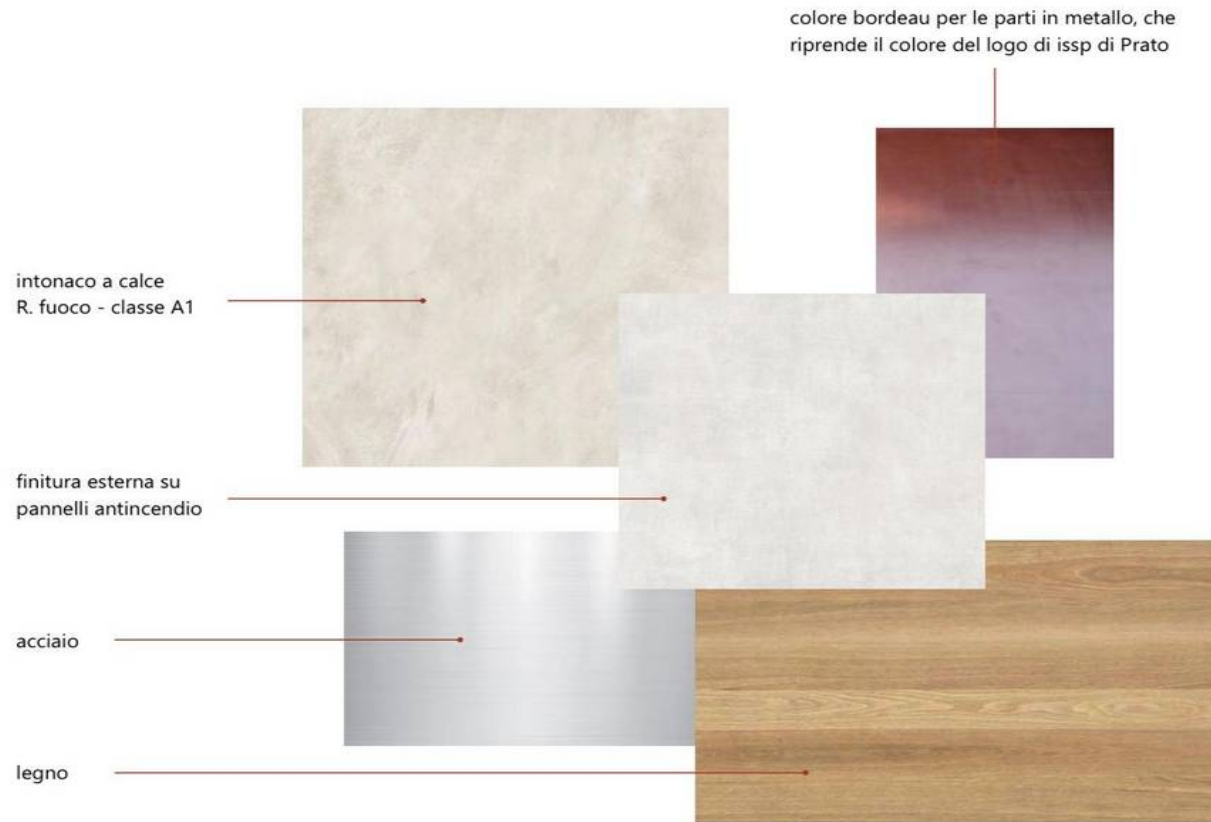 colore bordeau per le parti in metallo, che
riprende il colore del logo di issp di Prato
intonaco a calce
R. fuoco - classe A1
finitura esterna su
pannelli antincendio
acciaio
legno